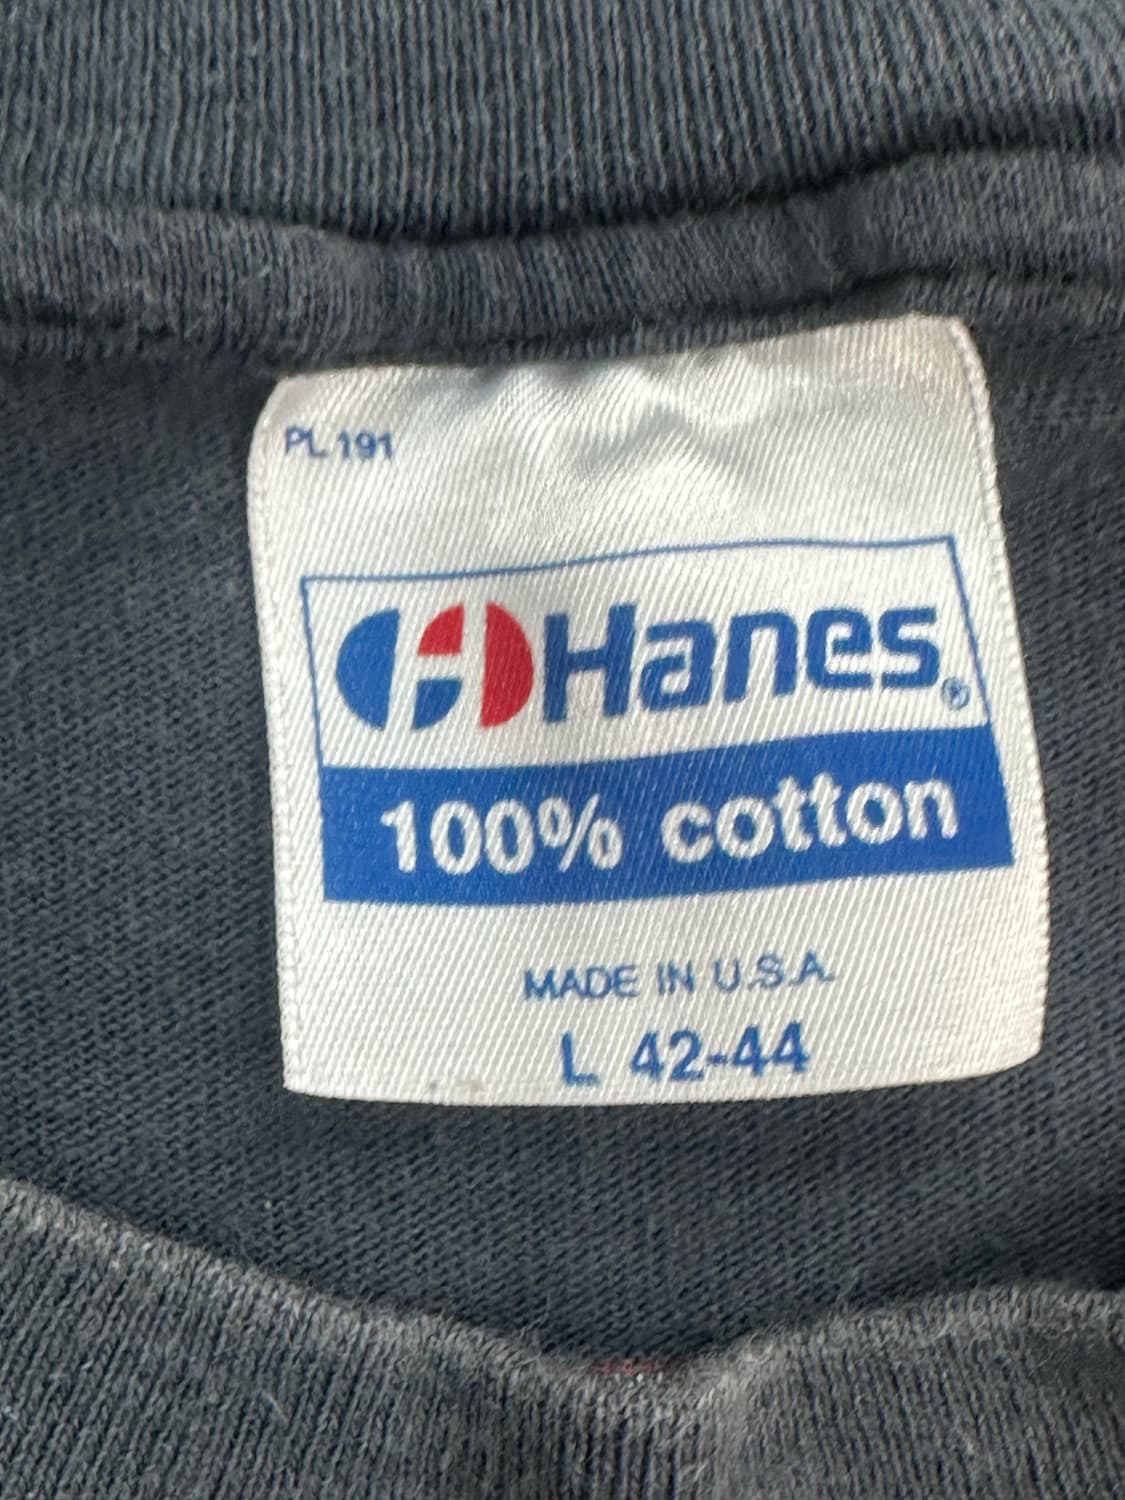 PL 191
Hanes®
100% cotton
MADE IN U.S.A.
L 42-44